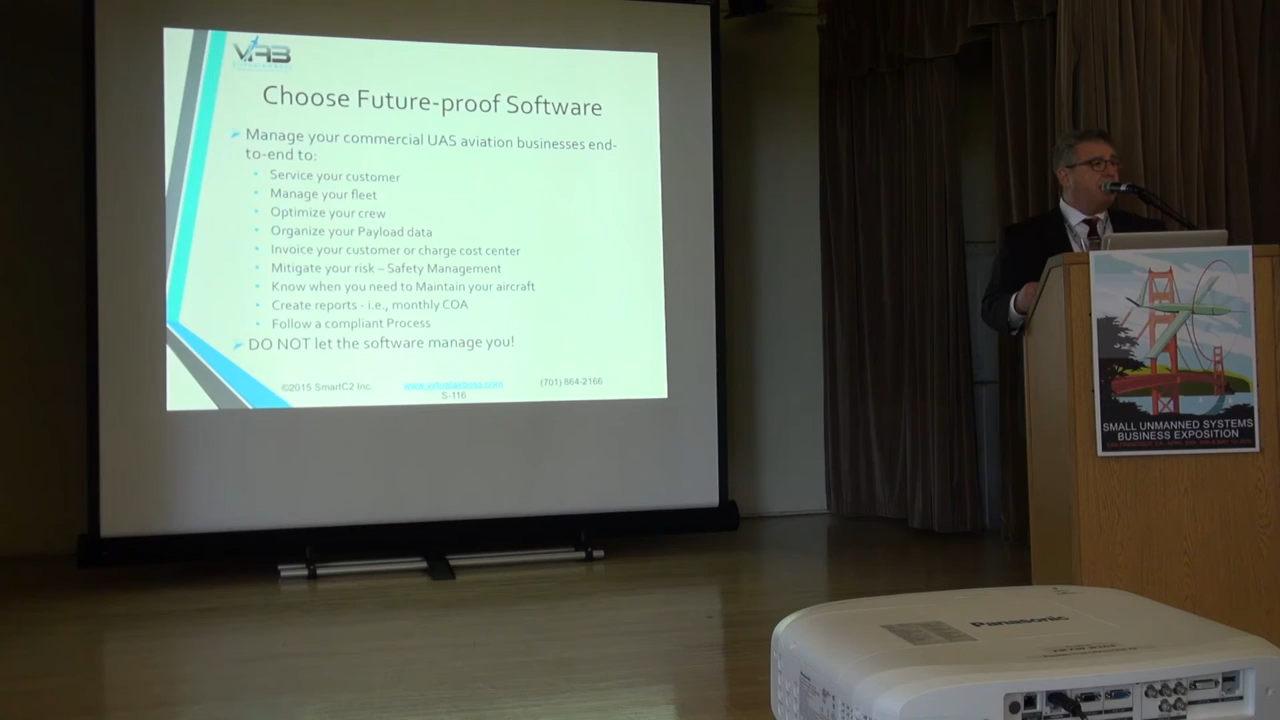 VAB
Choose Future-proof Software
Manage your commercial UAS aviation businesses end-
to-end to:
Service your customer
Manage your fleet
Optimize your crew
Organize your Payload data
Invoice your customer or charge cost center
Mitigate your risk – Safety Management
Know when you need to Maintain your aircraft
Create reports - i.e., monthly COA
Follow a compliant Process
DO NOT let the software manage you!
©2015 SmartC2 Inc.
www.virtualairboss.com
(701) 864-2166
S-116
SMALL UNMANNED SYSTEMS
BUSINESS EXPOSITION
Panasonic